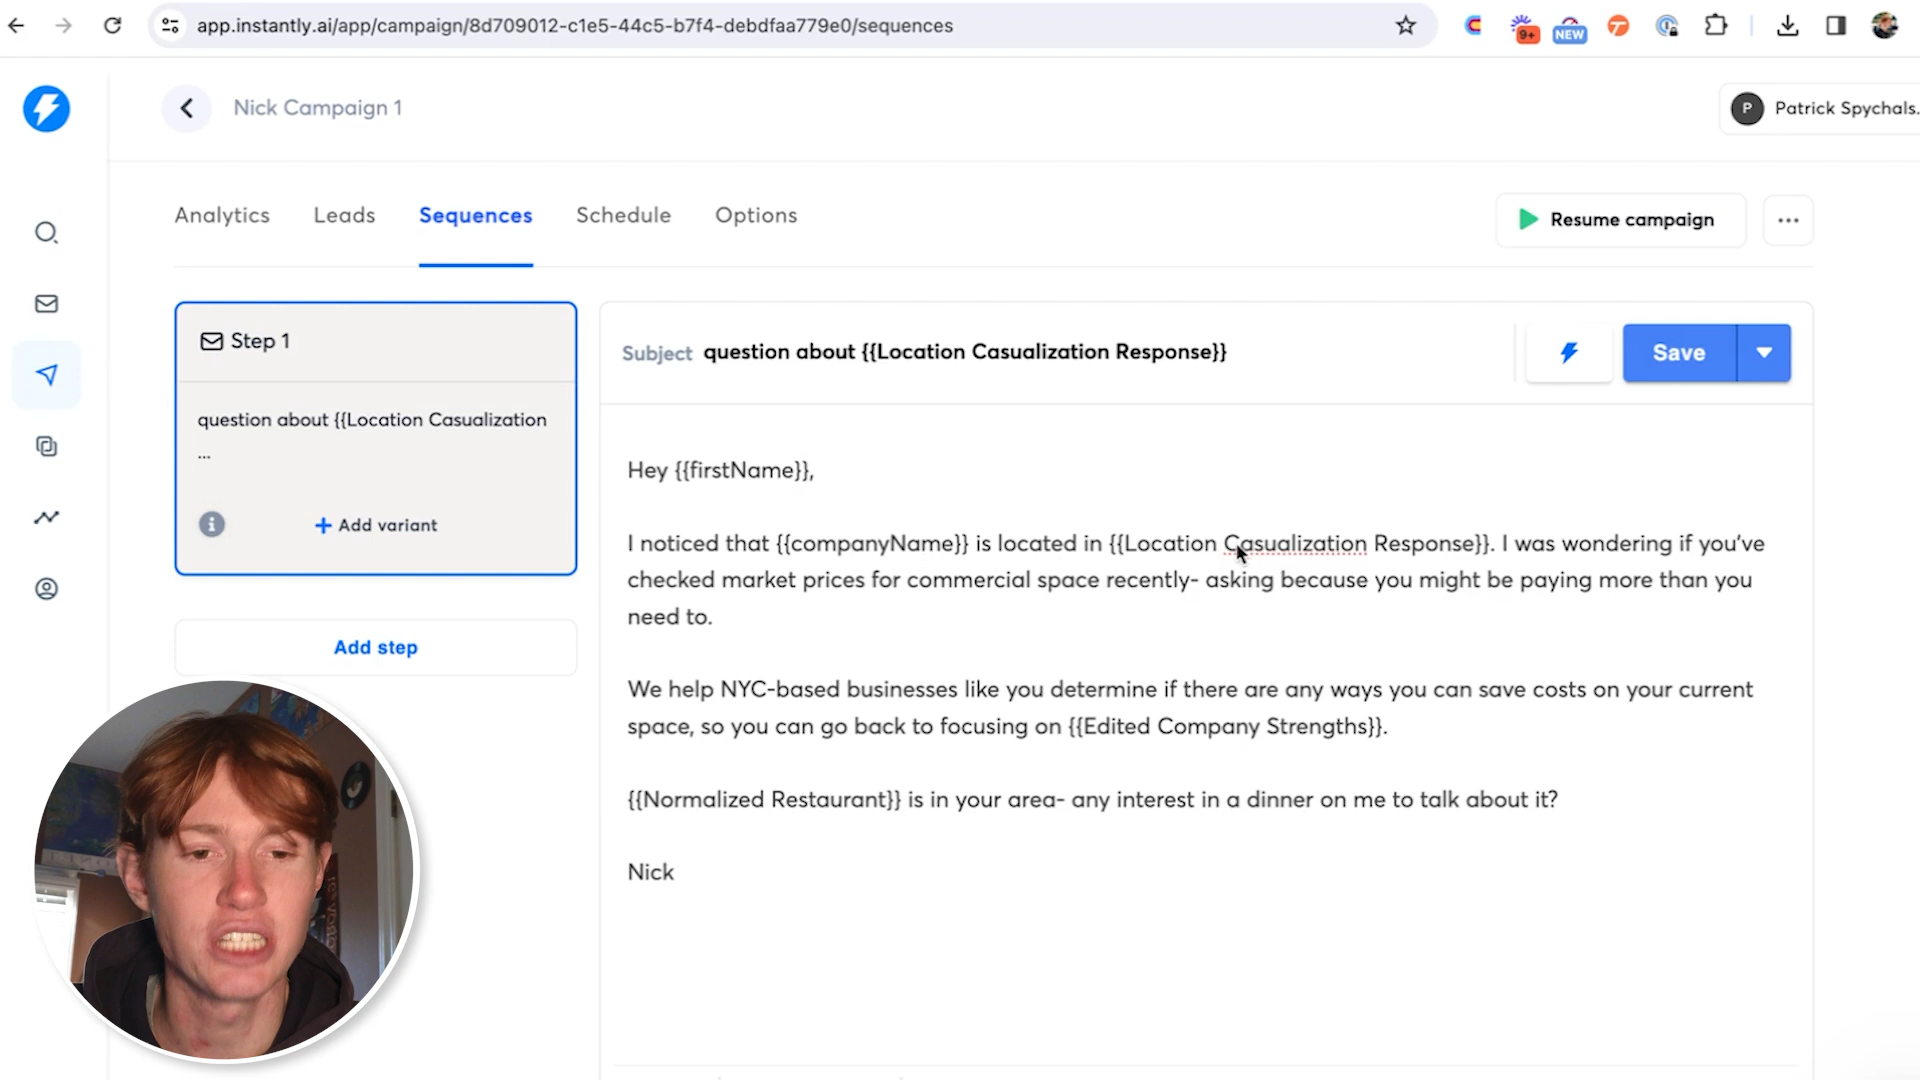 app.instantly.ai/app/campaign/8d709012-c1e5-44c5-b7f4-debdfaa779e0/sequences
9+
NEW
Nick Campaign 1
P
Patrick Spychals.
Analytics
Leads
Sequences
Schedule
Options
Resume campaign
Step 1
question about {{Location Casualization
...
Add variant
Add step
Subject question about {{Location Casualization Response}}
Save
Hey {{firstName}},
I noticed that {{companyName}} is located in {{Location Casualization Response}}. I was wondering if you've
checked market prices for commercial space recently- asking because you might be paying more than you
need to.
We help NYC-based businesses like you determine if there are any ways you can save costs on your current
space, so you can go back to focusing on {{Edited Company Strengths}}.
{{Normalized Restaurant}} is in your area- any interest in a dinner on me to talk about it?
Nick